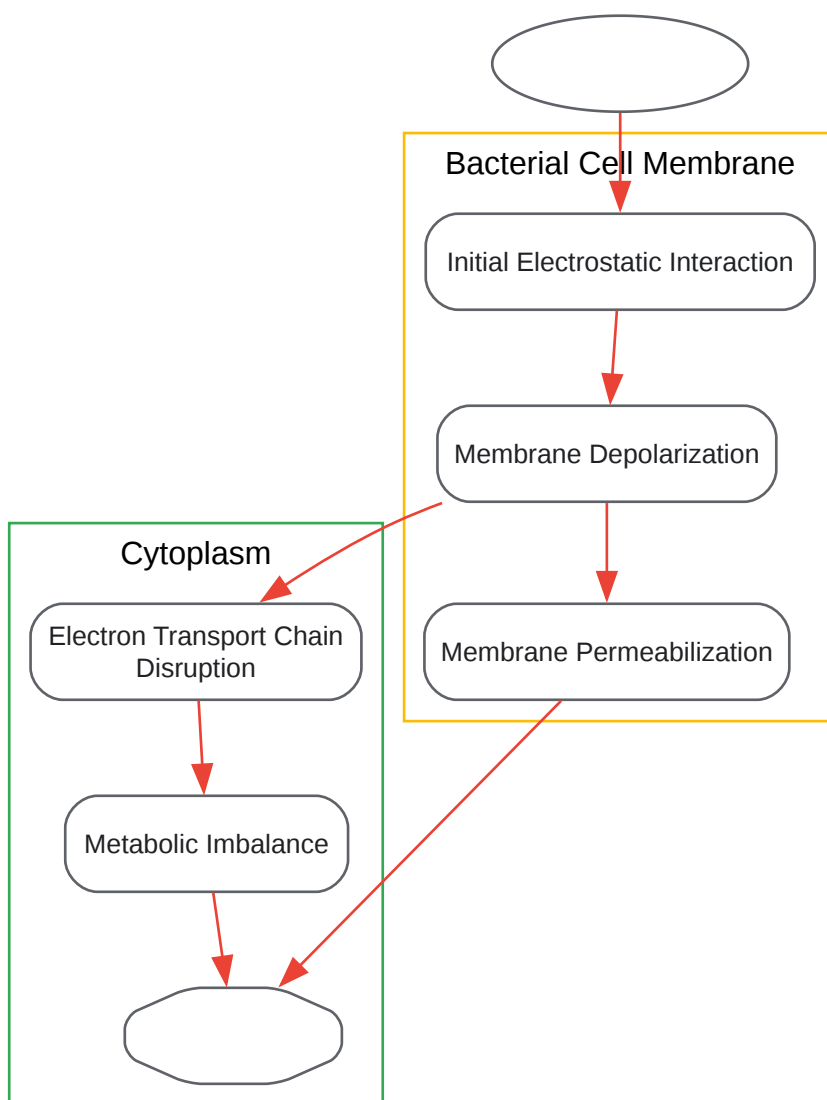 Bacterial Cell Membrane
Initial Electrostatic Interaction
Membrane Depolarization
Cytoplasm
Electron Transport Chain
Disruption
Membrane Permeabilization
Metabolic Imbalance